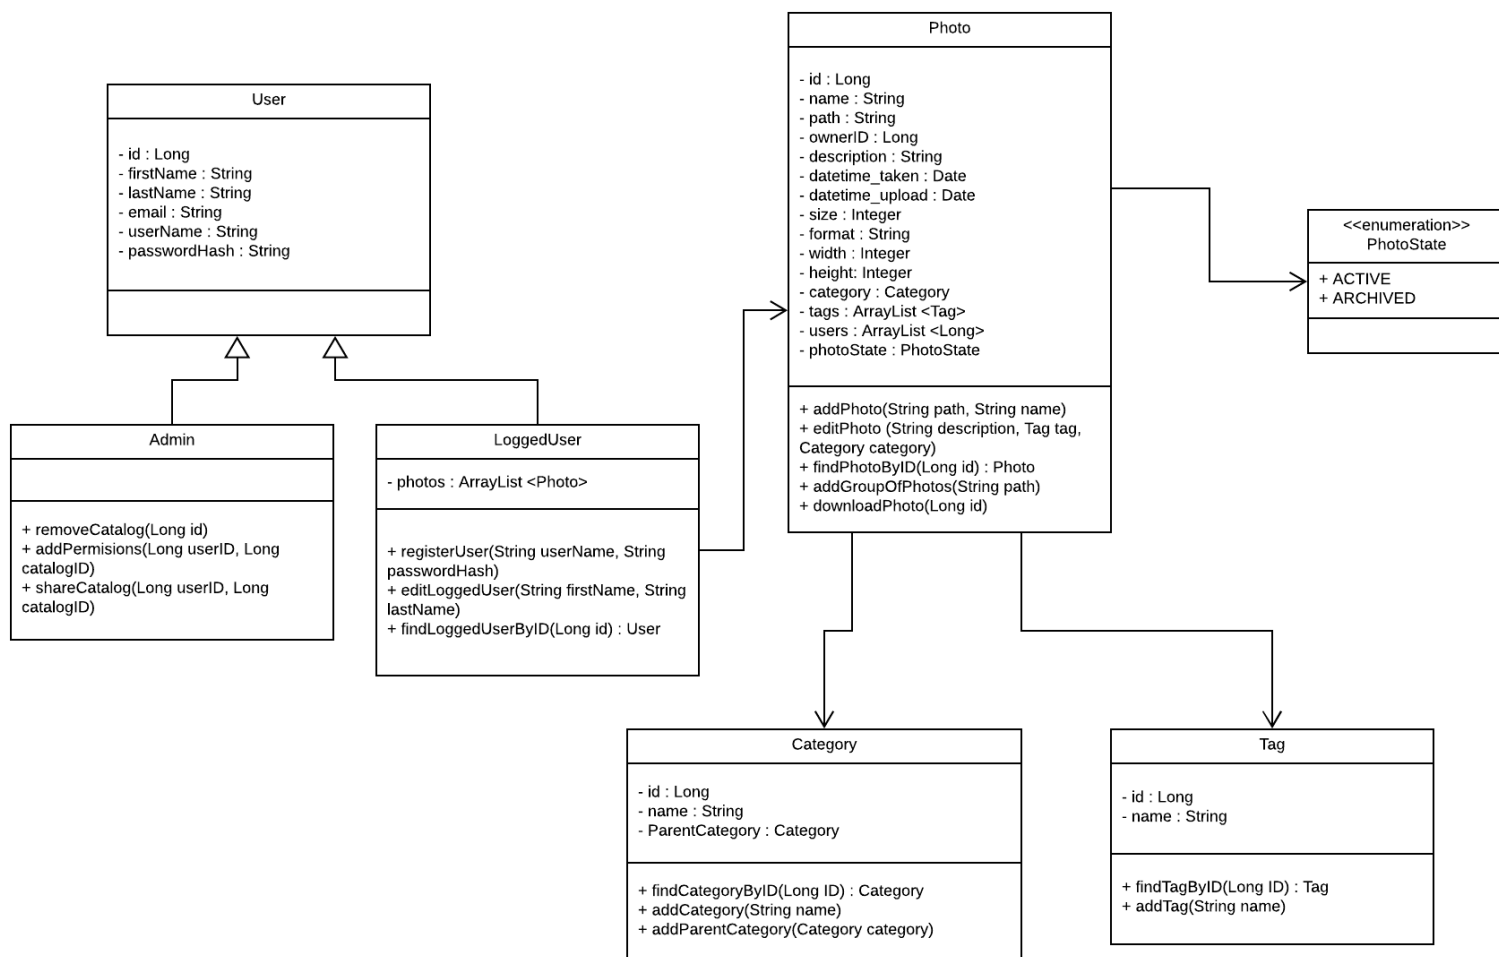 User
- id : Long
- firstName : String
- lastName : String
- email : String
- userName : String
- passwordHash : String
Photo
- id : Long
- name : String
- path : String
- ownerID : Long
- description : String
- datetime_taken : Date
- datetime_upload : Date
- size : Integer
- format : String
- width : Integer
- height: Integer
- category : Category
- tags : ArrayList <Tag>
- users : ArrayList <Long>
- photoState : PhotoState
+ addPhoto(String path, String name)
+ editPhoto (String description, Tag tag,
Category category)
+ findPhotoByID(Long id) : Photo
+ addGroupOfPhotos(String path)
+ downloadPhoto(Long id)
<<enumeration>>
PhotoState
+ ACTIVE
+ ARCHIVED
Admin
+ removeCatalog(Long id)
+ addPermisions(Long userID, Long
catalogID)
+ shareCatalog(Long userID, Long
catalogID)
LoggedUser
- photos : ArrayList <Photo>
+ registerUser(String userName, String
passwordHash)
+ editLoggedUser(String firstName, String
lastName)
+ findLoggedUserByID(Long id) : User
Category
- id : Long
- name : String
- ParentCategory : Category
+ findCategoryByID(Long ID) : Category
+ addCategory(String name)
+ addParentCategory(Category category)
Tag
- id : Long
- name : String
+ findTagByID(Long ID) : Tag
+ addTag(String name)